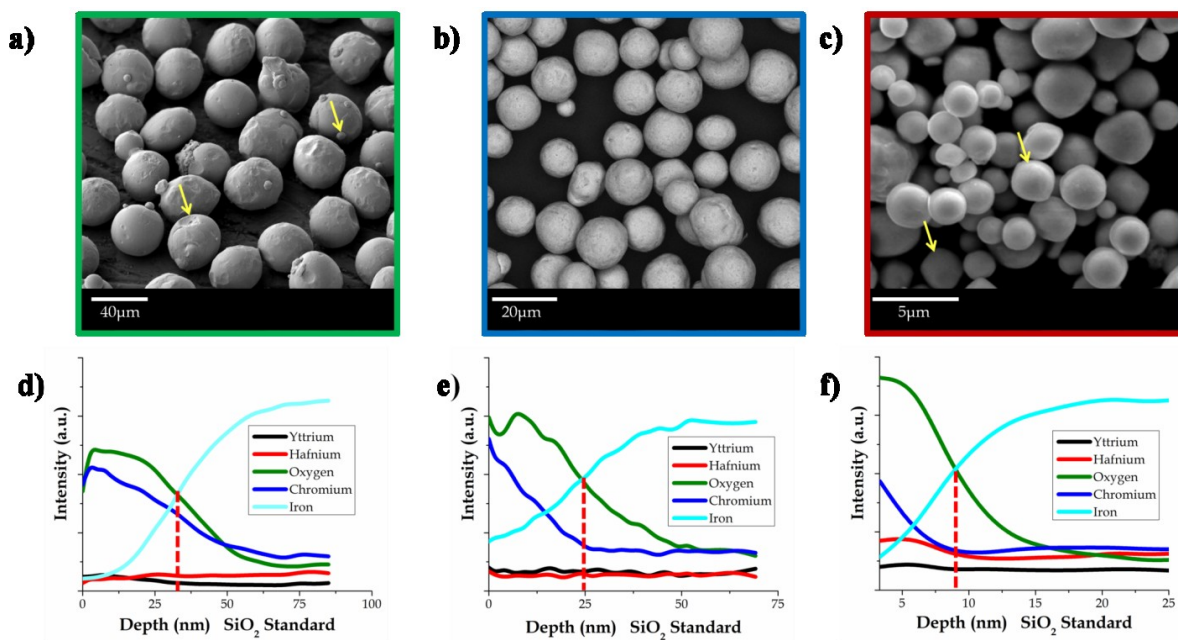 a)
b)
c)
40µm
20µm
5µm
d)
e)
f)
Intensity (a.u.)
Yttrium
Hafnium
Oxygen
Chromium
Iron
0
25
50
75
100
Depth (nm) SiO₂ Standard
Intensity (a.u.)
Yttrium
Hafnium
Oxygen
Chromium
Iron
0
25
50
75
Depth (nm) SiO₂ Standard
Intensity (a.u.)
Yttrium
Hafnium
Oxygen
Chromium
Iron
5
10
15
20
25
Depth (nm) SiO₂ Standard